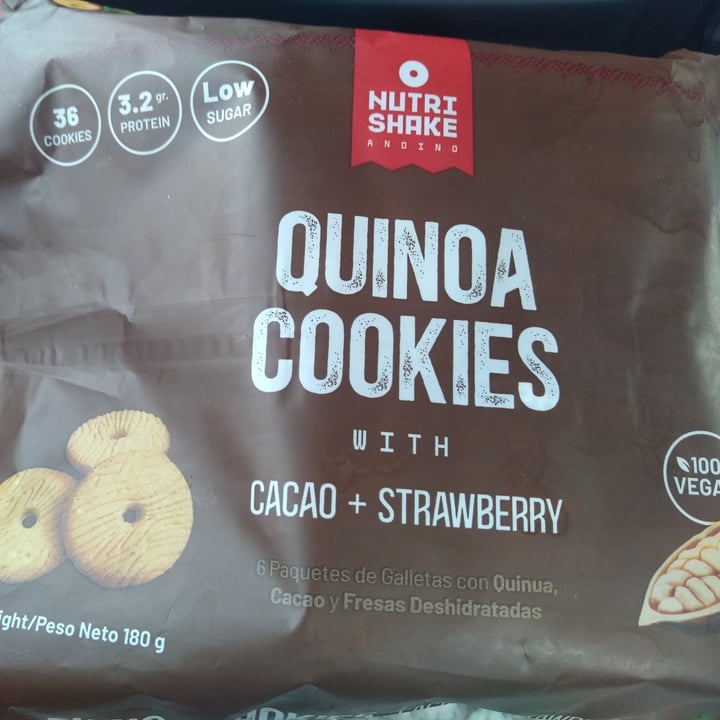 36
COOKIES
3.2 gr.
PROTEIN
Low
SUGAR
NUTRI
SHAKE
ANDINO
QUINOA
COOKIES
WITH
CACAO + STRAWBERRY
6 Paquetes de Galletas con Quinua,
Cacao y Fresas Deshidratadas
100
VEGA
ight/Peso Neto 180 g